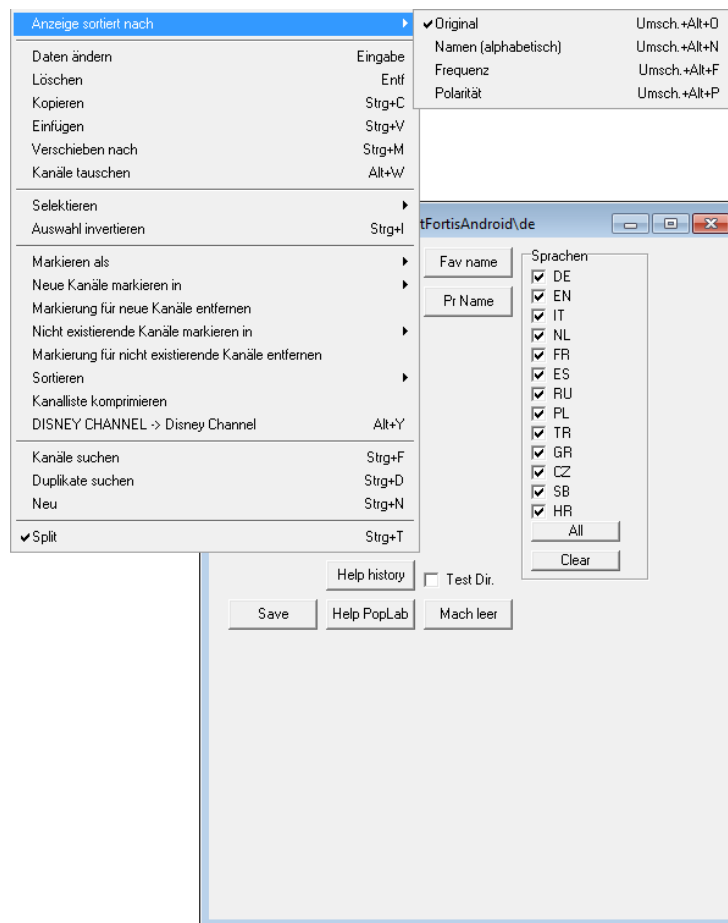 Anzeige sortiert nach
Daten ändern Eingabe
Löschen Entf
Kopieren Strg+C
Einfügen Strg+V
Verschieben nach Strg+M
Kanäle tauschen Alt+W
Selektieren
Auswahl invertieren Strg+I
Markieren als
Neue Kanäle markieren in
Markierung für neue Kanäle entfernen
Nicht existierende Kanäle markieren in
Markierung für nicht existierende Kanäle entfernen
Sortieren
Kanalliste komprimieren
DISNEY CHANNEL -> Disney Channel Alt+Y
Kanäle suchen Strg+F
Duplikate suchen Strg+D
Neu Strg+N
Split Strg+T
Original Umsch.+Alt+O
Namen (alphabetisch) Umsch.+Alt+N
Frequenz Umsch.+Alt+F
Polarität Umsch.+Alt+P
tFortisAndroid\de
Fav name
Pr Name
Sprachen
DE
EN
IT
NL
FR
ES
RU
PL
TR
GR
CZ
SB
HR
All
Clear
Help history
Test Dir.
Save
Help PopLab
Mach leer